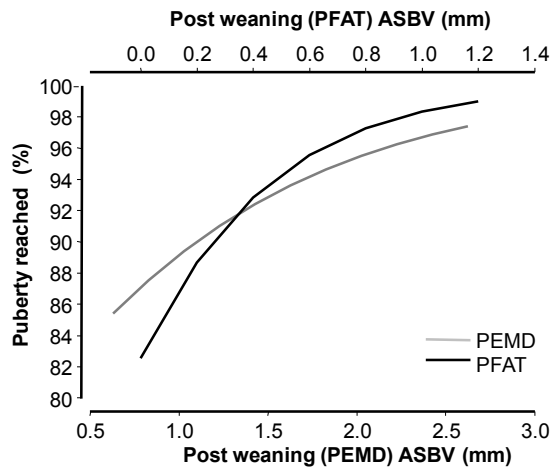 Post weaning (PFAT) ASBV (mm)
0.0 0.2 0.4 0.6 0.8 1.0 1.2 1.4
Puberty reached (%)
100
98
96
94
92
90
88
86
84
82
80
PEMD
PFAT
0.5 1.0 1.5 2.0 2.5 3.0
Post weaning (PEMD) ASBV (mm)